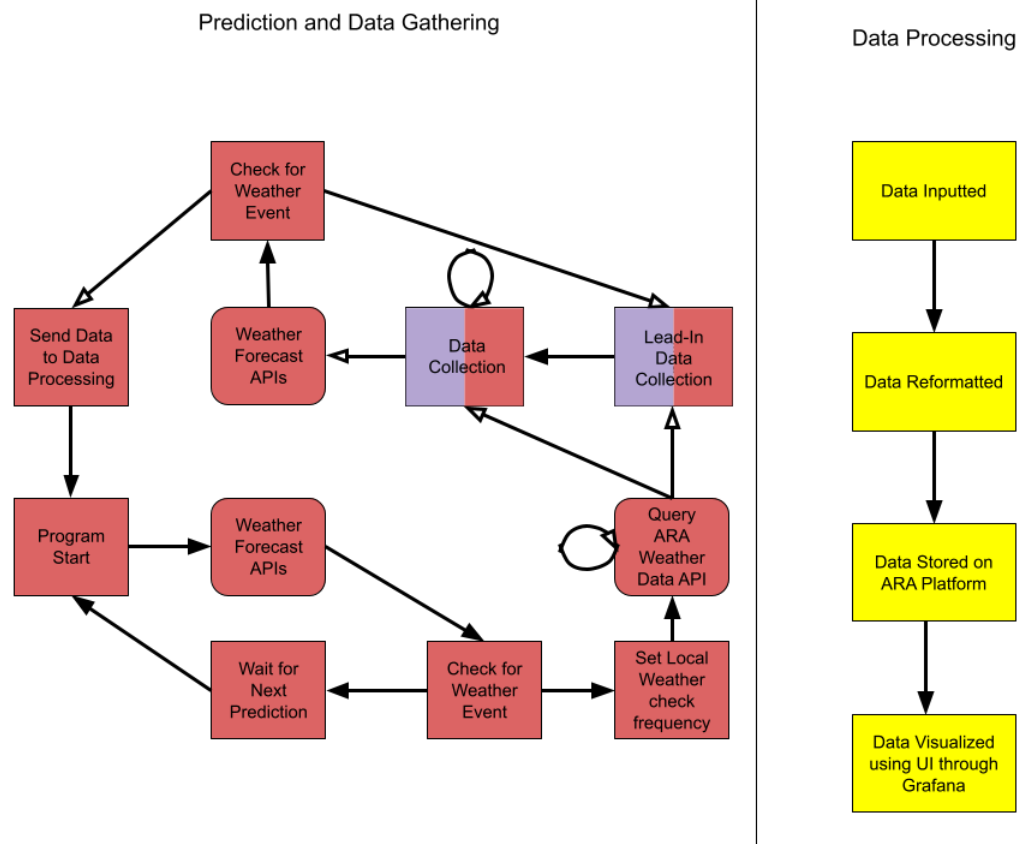 Prediction and Data Gathering
Data Processing
Check for
Weather
Event
Data Inputted
Send Data
to Data
Processing
Weather
Forecast
APIs
Data
Collection
Lead-In
Data
Collection
Data Reformatted
Program
Start
Weather
Forecast
APIs
Query
ARA
Weather
Data API
Data Stored on
ARA Platform
Wait for
Next
Prediction
Check for
Weather
Event
Set Local
Weather
check
frequency
Data Visualized
using UI through
Grafana